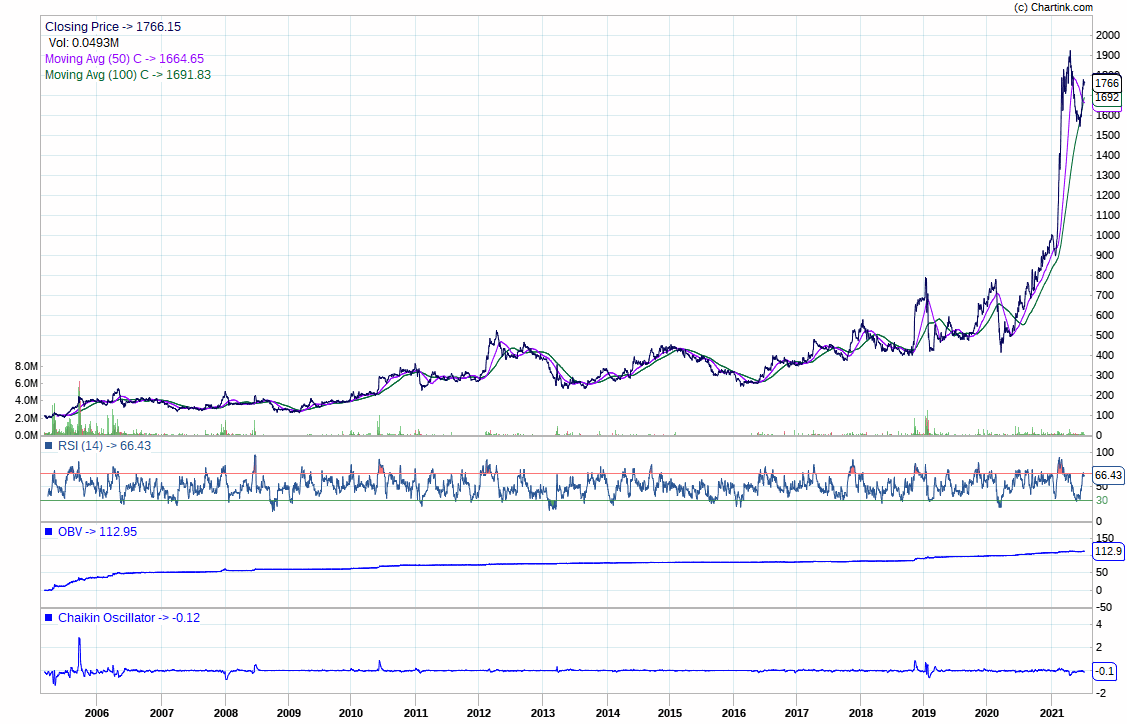 (c) Chartink.com
Closing Price -> 1766.15
Vol: 0.0493M
Moving Avg (50) C -> 1664.65
Moving Avg (100) C -> 1691.83
2000
1900
1766
1692
1600
1500
1400
1300
1200
1100
1000
900
800
700
600
500
400
300
200
100
0
8.0M
6.0M
4.0M
2.0M
0.0M
RSI (14) -> 66.43
100
66.43
50
30
0
OBV -> 112.95
150
112.9
50
0
-50
Chaikin Oscillator -> -0.12
4
2
-0.1
-2
2006 2007 2008 2009 2010 2011 2012 2013 2014 2015 2016 2017 2018 2019 2020 2021